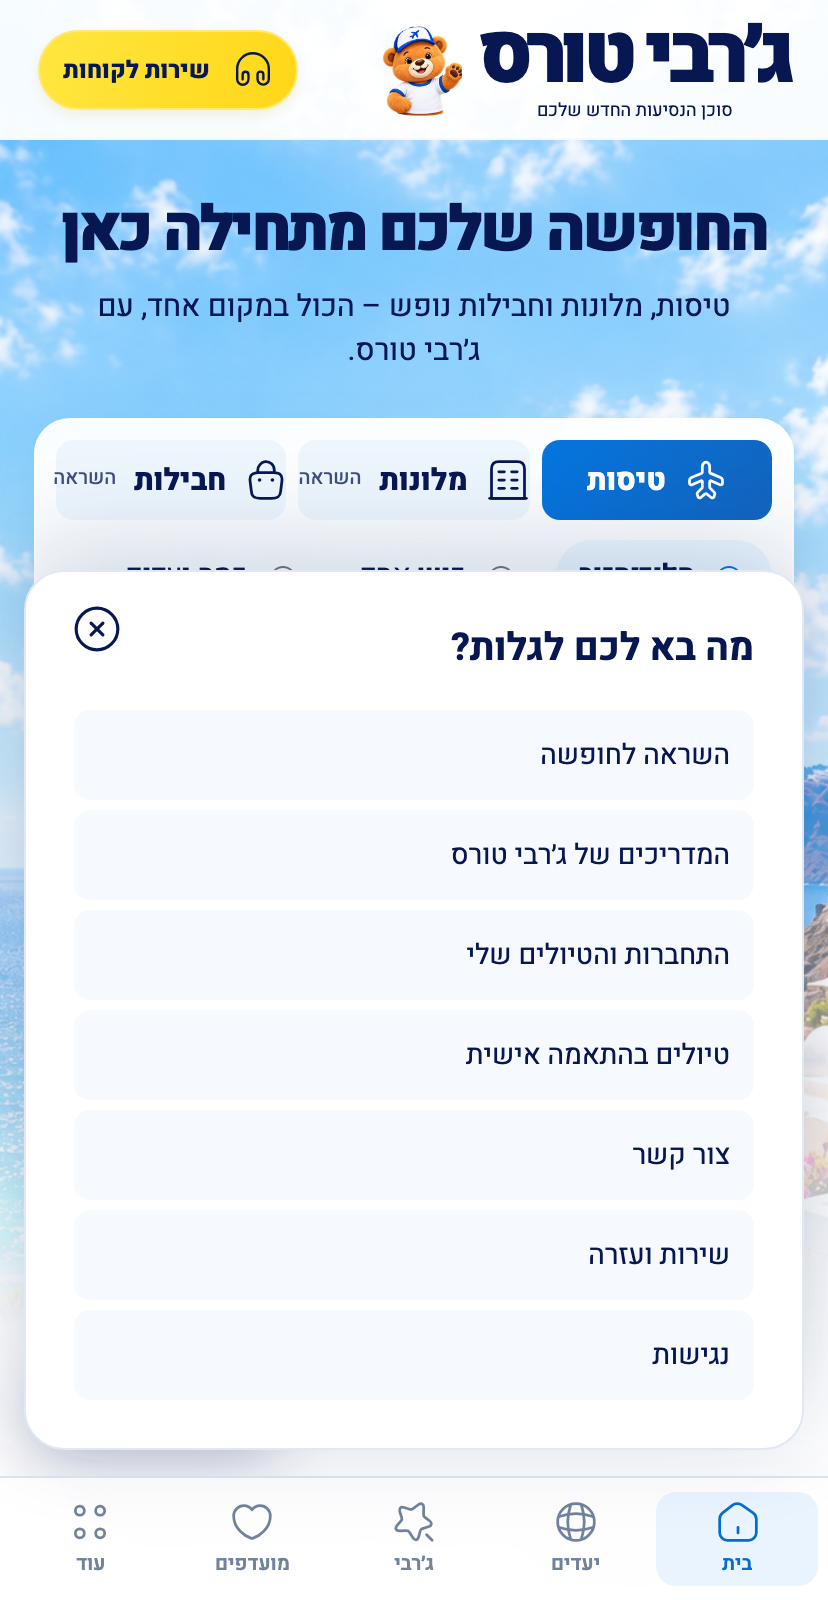 ג'רבי טורס
סוכן הנסיעות החדש שלכם
שירות לקוחות
החופשה שלכם מתחילה כאן
טיסות, מלונות וחבילות נופש – הכול במקום אחד, עם
ג'רבי טורס.
טיסות
מלונות השראה
חבילות השראה
מה בא לכם לגלות?
השראה לחופשה
המדריכים של ג'רבי טורס
התחברות והטיולים שלי
טיולים בהתאמה אישית
צור קשר
שירות ועזרה
נגישות
בית
יעדים
ג'רבי
מועדפים
עוד